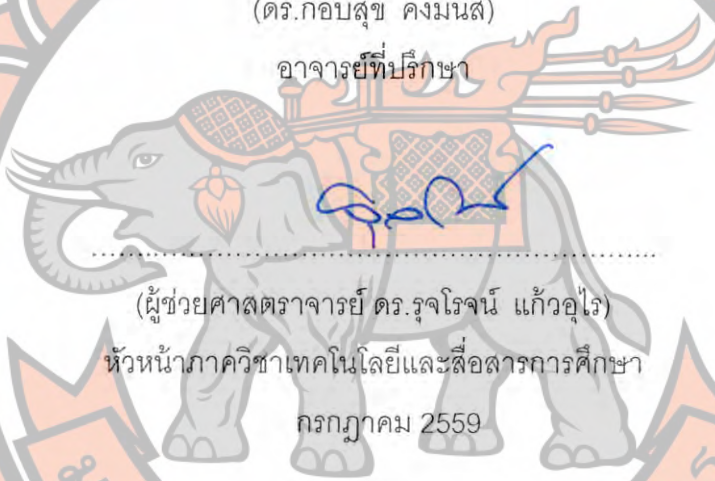 (ดร.กอบสุข คงมนัส)
อาจารย์ที่ปรึกษา
(ผู้ช่วยศาสตราจารย์ ดร.รุจโรจน์ แก้วอุไร)
หัวหน้าภาควิชาเทคโนโลยีและสื่อสารการศึกษา
กรกฎาคม 2559